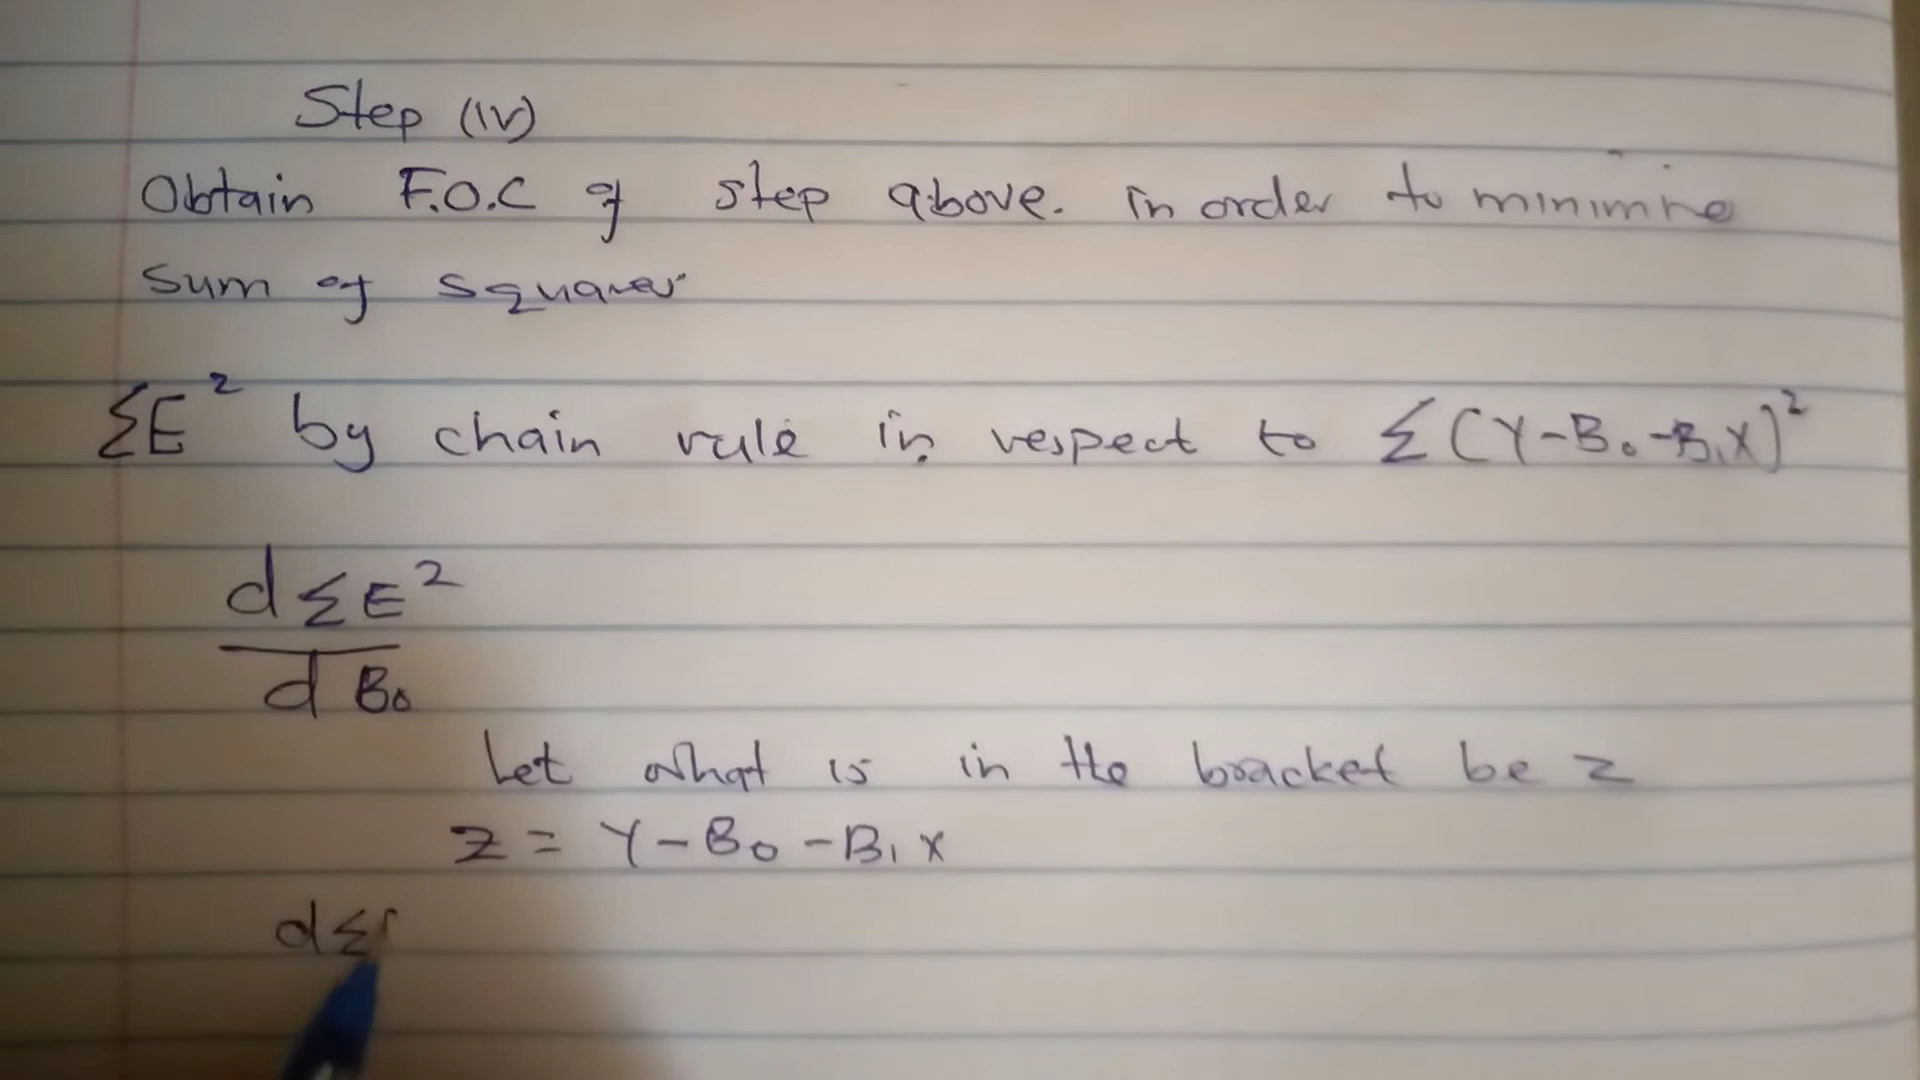 Step (IV)
Obtain F.O.C of step above. in order to minimize
sum of squares
ΣE² by chain rule in respect to Σ(Y-B₀-B₁X)²
dΣE²
dB₀
Let what is in the bracket be z
z = Y-B₀-B₁x
dΣ